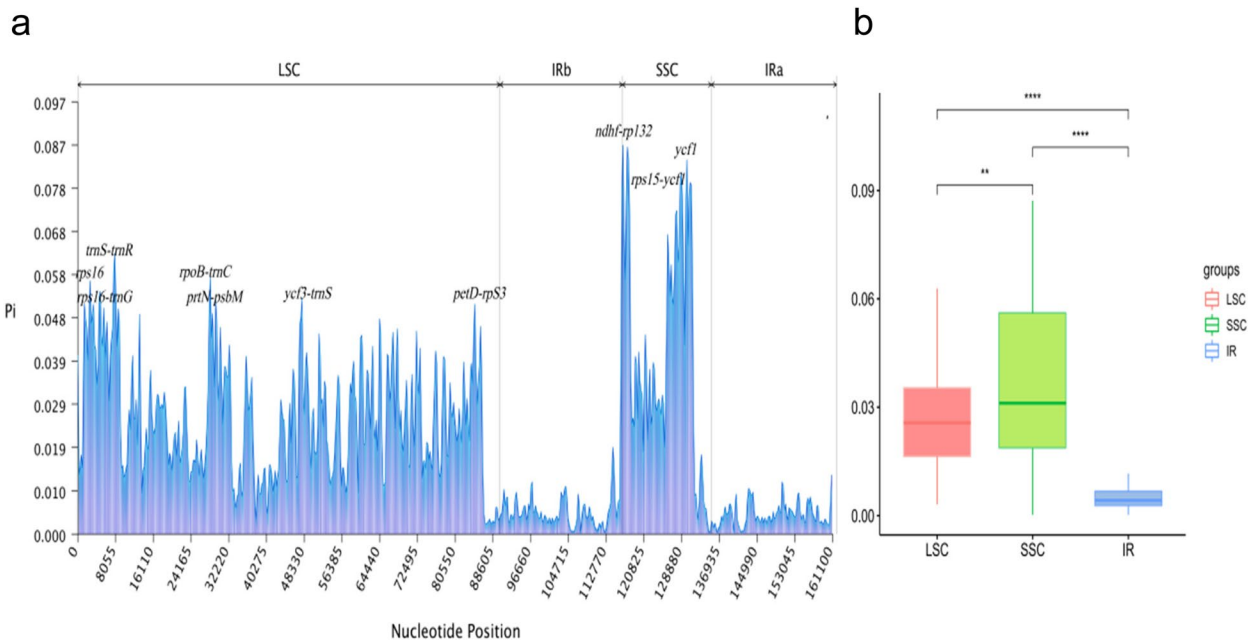 a
b
LSC
IRb
SSC
IRa
0.097
0.087
0.078
0.068
0.058
0.048
0.039
0.029
0.019
0.010
0.000
Pi
ndhf-rp132
ycf1
rps15-ycf1
trnS-trnR
rps16
rps16-trnG
rpoB-trnC
prtN-psbM
ycf3-trnS
petD-rpS3
0
8055
16110
24165
32220
40275
48330
56385
64440
72495
80550
88605
96660
104715
112770
120825
128880
136935
144990
153045
161100
Nucleotide Position
****
****
**
0.09
0.06
0.03
0.00
LSC
SSC
IR
groups
LSC
SSC
IR